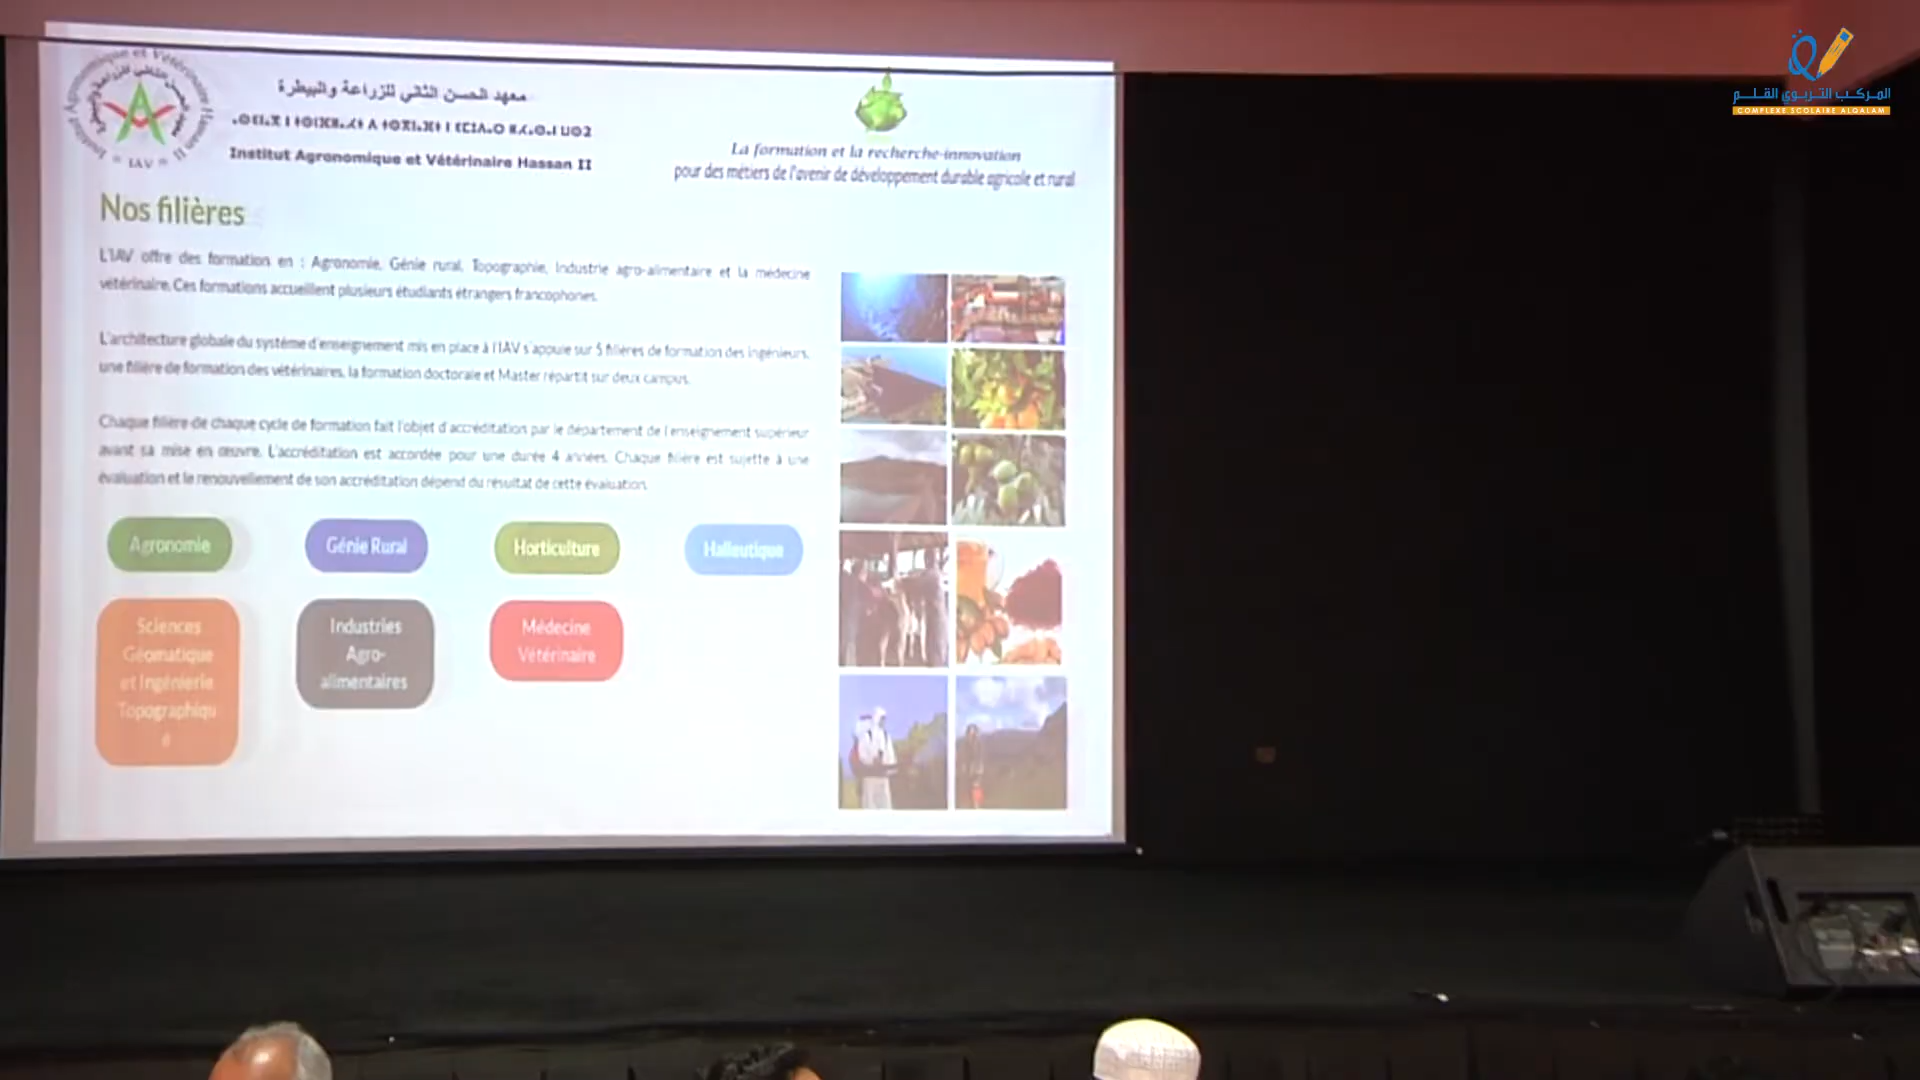 معهد الحسن الثاني للزراعة والبيطرة
Institut Agronomique et Vétérinaire Hassan II
IAV
La formation et la recherche-innovation
pour des métiers de l'avenir de développement durable agricole et rural
Nos filières
L'IAV offre des formation en : Agronomie, Génie rural, Topographie, Industrie agro-alimentaire et la médecine
vétérinaire. Ces formations accueillent plusieurs étudiants étrangers francophones.
L'architecture globale du système d'enseignement mis en place à l'IAV s'appuie sur 5 filières de formation des ingénieurs,
une filière de formation des vétérinaires, la formation doctorale et Master répartit sur deux campus.
Chaque filière de chaque cycle de formation fait l'objet d'accréditation par le département de l'enseignement supérieur
avant sa mise en œuvre. L'accréditation est accordée pour une durée 4 années. Chaque filière est sujette à une
évaluation et le renouvellement de son accréditation dépend du résultat de cette évaluation.
Agronomie
Génie Rural
Horticulture
Halieutique
Sciences
Géomatique
et Ingénierie
Topographiqu
e
Industries
Agro-
alimentaires
Médecine
Vétérinaire
المركب التربوي القلم
COMPLEXE SCOLAIRE ALQALAM